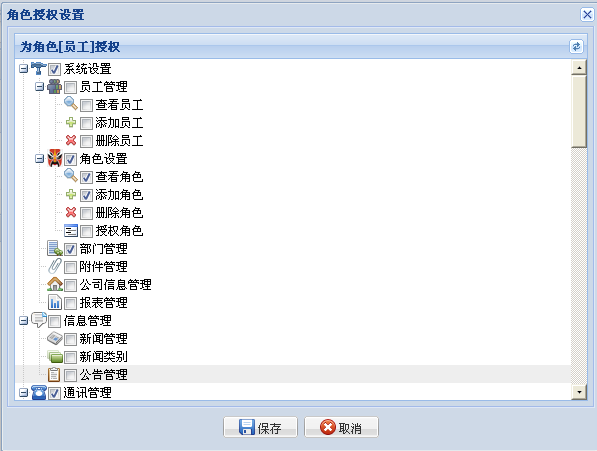 角色授权设置
为角色[员工]授权
系统设置
员工管理
查看员工
添加员工
删除员工
角色设置
查看角色
添加角色
删除角色
授权角色
部门管理
附件管理
公司信息管理
报表管理
信息管理
新闻管理
新闻类别
公告管理
通讯管理
保存 取消